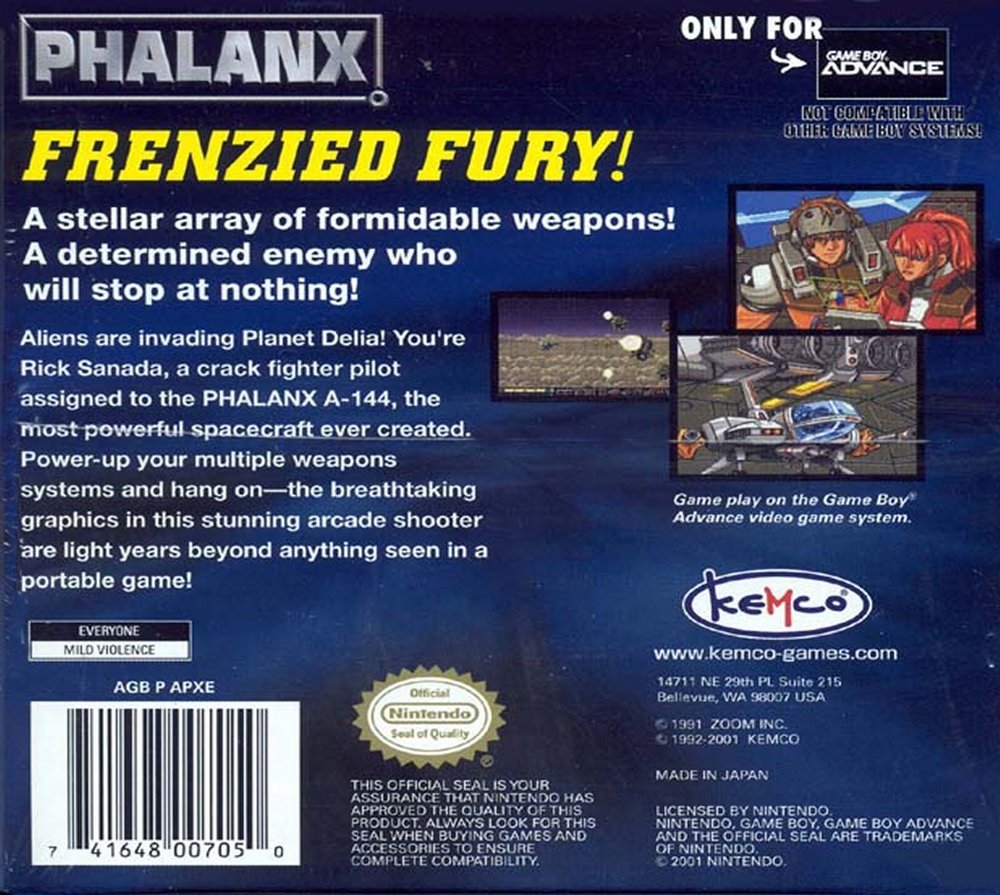 PHALANX
ONLY FOR
GAME BOY
ADVANCE
NOT COMPATIBLE WITH
OTHER GAME BOY SYSTEMS!
FRENZIED FURY!
A stellar array of formidable weapons!
A determined enemy who
will stop at nothing!
Aliens are invading Planet Delia! You're
Rick Sanada, a crack fighter pilot
assigned to the PHALANX A-144, the
most powerful spacecraft ever created.
Power-up your multiple weapons
systems and hang on—the breathtaking
graphics in this stunning arcade shooter
are light years beyond anything seen in a
portable game!
Game play on the Game Boy®
Advance video game system.
EVERYONE
MILD VIOLENCE
AGB P APXE
7 41648 00705 0
Official
Nintendo
Seal of Quality
®
THIS OFFICIAL SEAL IS YOUR
ASSURANCE THAT NINTENDO HAS
APPROVED THE QUALITY OF THIS
PRODUCT. ALWAYS LOOK FOR THIS
SEAL WHEN BUYING GAMES AND
ACCESSORIES TO ENSURE
COMPLETE COMPATIBILITY.
KEMCO®
www.kemco-games.com
14711 NE 29th PL Suite 215
Bellevue, WA 98007 USA
© 1991 ZOOM INC.
© 1992-2001 KEMCO
MADE IN JAPAN
LICENSED BY NINTENDO.
NINTENDO, GAME BOY, GAME BOY ADVANCE
AND THE OFFICIAL SEAL ARE TRADEMARKS
OF NINTENDO.
© 2001 NINTENDO.